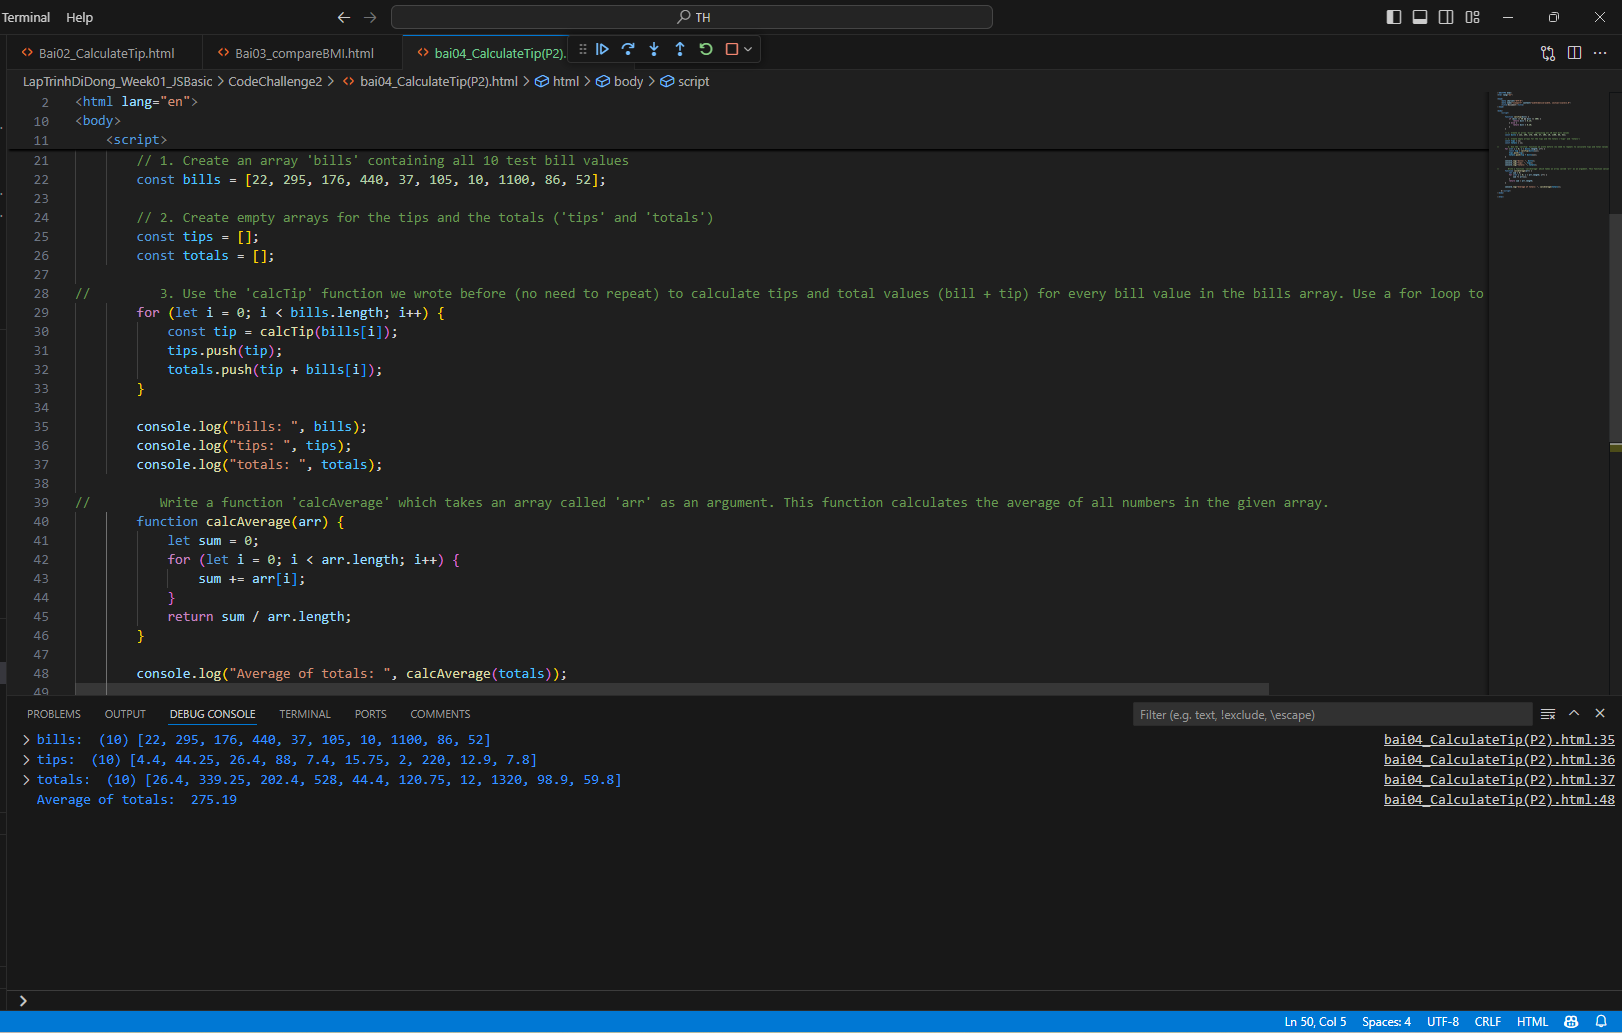 Terminal Help
TH
Bai02_CalculateTip.html
Bai03_compareBMI.html
bai04_CalculateTip(P2).
LapTrinhDiDong_Week01_JSBasic > CodeChallenge2 > bai04_CalculateTip(P2).html > html > body > script
2 <html lang="en">
10 <body>
11 <script>
21 // 1. Create an array 'bills' containing all 10 test bill values
22 const bills = [22, 295, 176, 440, 37, 105, 10, 1100, 86, 52];
23
24 // 2. Create empty arrays for the tips and the totals ('tips' and 'totals')
25 const tips = [];
26 const totals = [];
27
28 // 3. Use the 'calcTip' function we wrote before (no need to repeat) to calculate tips and total values (bill + tip) for every bill value in the bills array. Use a for loop to
29 for (let i = 0; i < bills.length; i++) {
30 const tip = calcTip(bills[i]);
31 tips.push(tip);
32 totals.push(tip + bills[i]);
33 }
34
35 console.log("bills: ", bills);
36 console.log("tips: ", tips);
37 console.log("totals: ", totals);
38
39 // Write a function 'calcAverage' which takes an array called 'arr' as an argument. This function calculates the average of all numbers in the given array.
40 function calcAverage(arr) {
41 let sum = 0;
42 for (let i = 0; i < arr.length; i++) {
43 sum += arr[i];
44 }
45 return sum / arr.length;
46 }
47
48 console.log("Average of totals: ", calcAverage(totals));
49
PROBLEMS OUTPUT DEBUG CONSOLE TERMINAL PORTS COMMENTS
Filter (e.g. text, !exclude, \escape)
> bills: (10) [22, 295, 176, 440, 37, 105, 10, 1100, 86, 52] bai04_CalculateTip(P2).html:35
> tips: (10) [4.4, 44.25, 26.4, 88, 7.4, 15.75, 2, 220, 12.9, 7.8] bai04_CalculateTip(P2).html:36
> totals: (10) [26.4, 339.25, 202.4, 528, 44.4, 120.75, 12, 1320, 98.9, 59.8] bai04_CalculateTip(P2).html:37
Average of totals: 275.19 bai04_CalculateTip(P2).html:48
>
Ln 50, Col 5 Spaces: 4 UTF-8 CRLF HTML